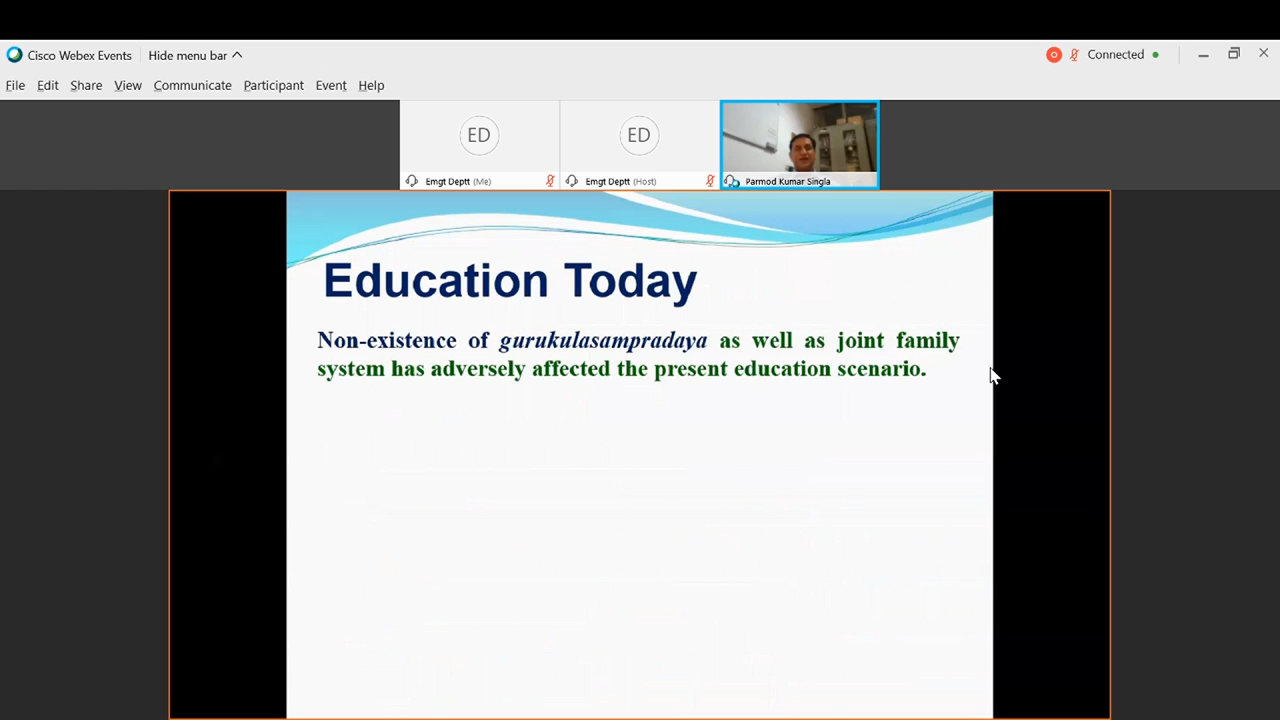 Cisco Webex Events
Hide menu bar
Connected
File Edit Share View Communicate Participant Event Help
ED
ED
Emgt Deptt (Me)
Emgt Deptt (Host)
Parmod Kumar Singla
Education Today
Non-existence of gurukulasampradaya as well as joint family
system has adversely affected the present education scenario.